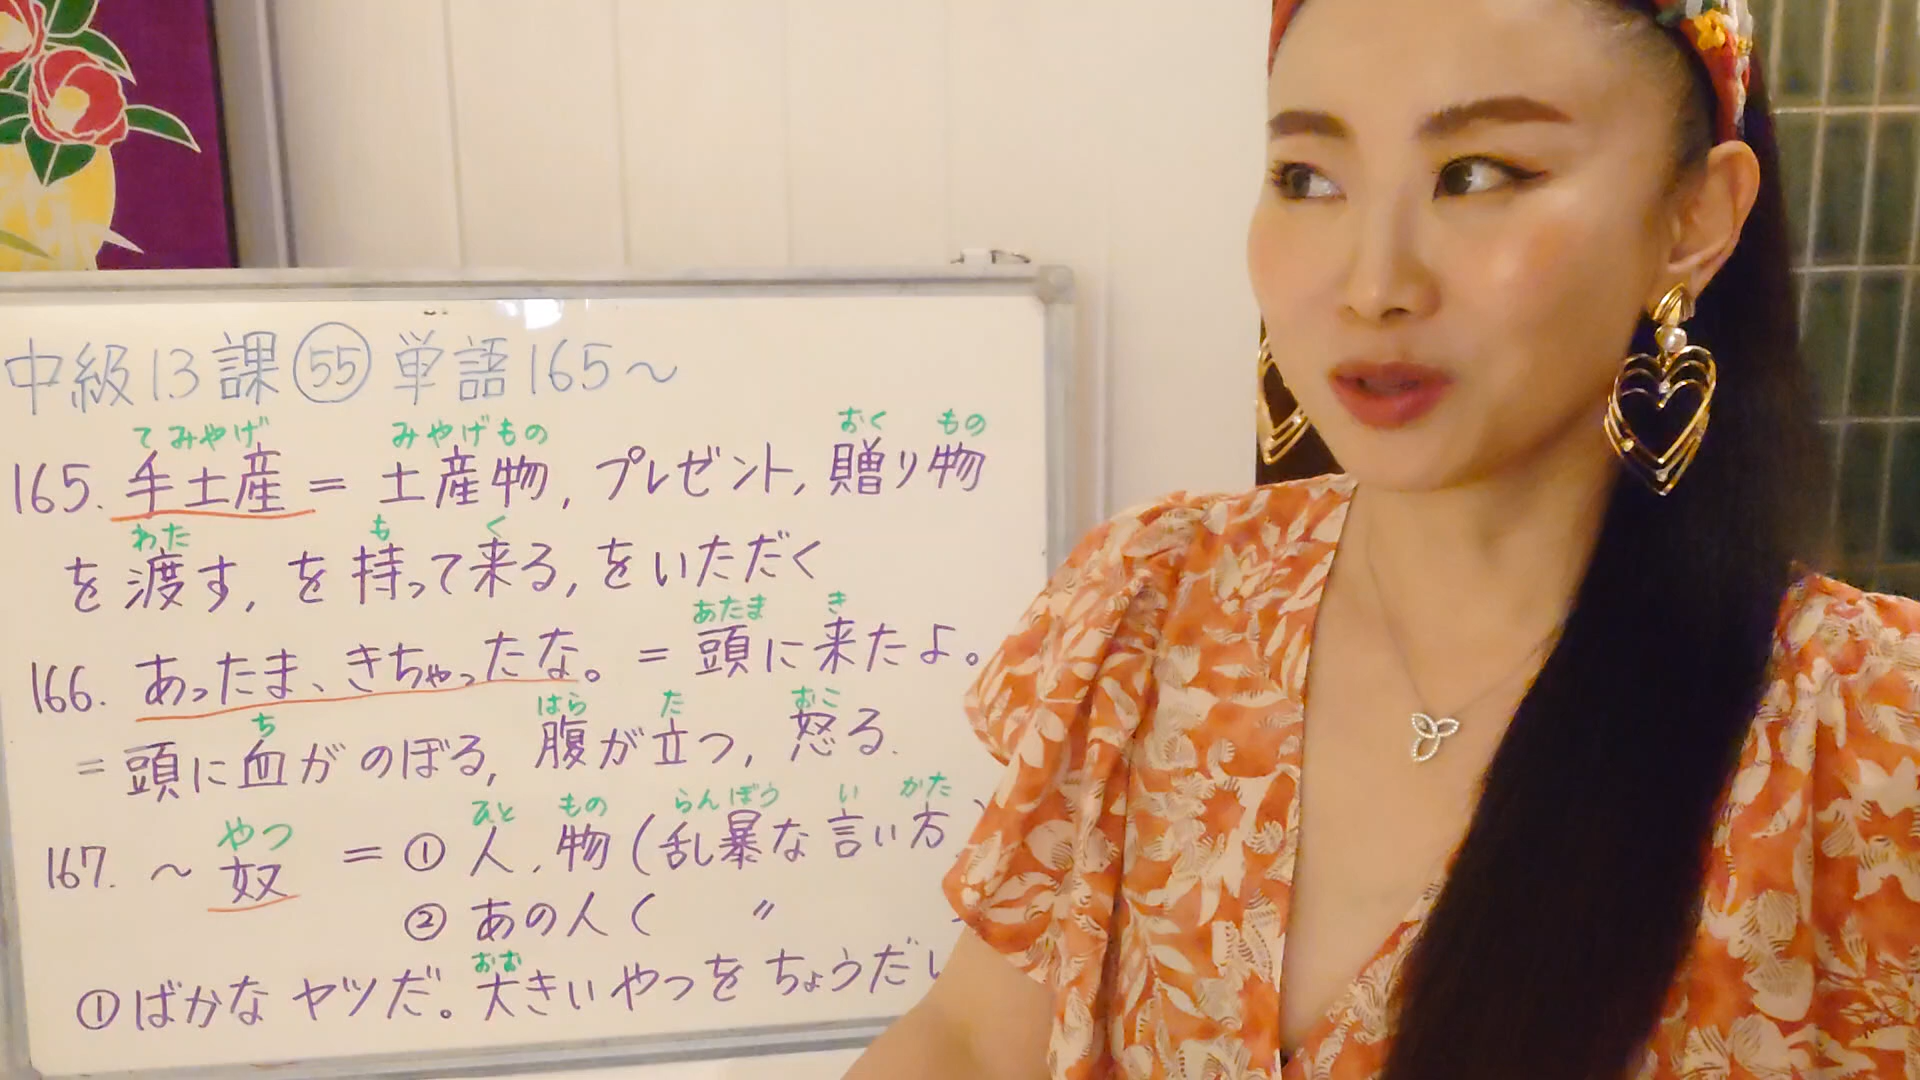 中級13課 55 単語165～
てみやげ みやげもの おく もの
165. 手土産 = 土産物, プレゼント, 贈り物
わた も く
を渡す, を持って来る, をいただく
あたま き
166. あったま、きちゃったな。= 頭に来たよ。
ち はら た おこ
= 頭に血がのぼる, 腹が立つ, 怒る.
やつ ひと もの らんぼう い かた
167. ～奴 = ① 人, 物 (乱暴な言い方)
② あの人 ( 〃
おお
①ばかなヤツだ。大きいやつをちょうだい